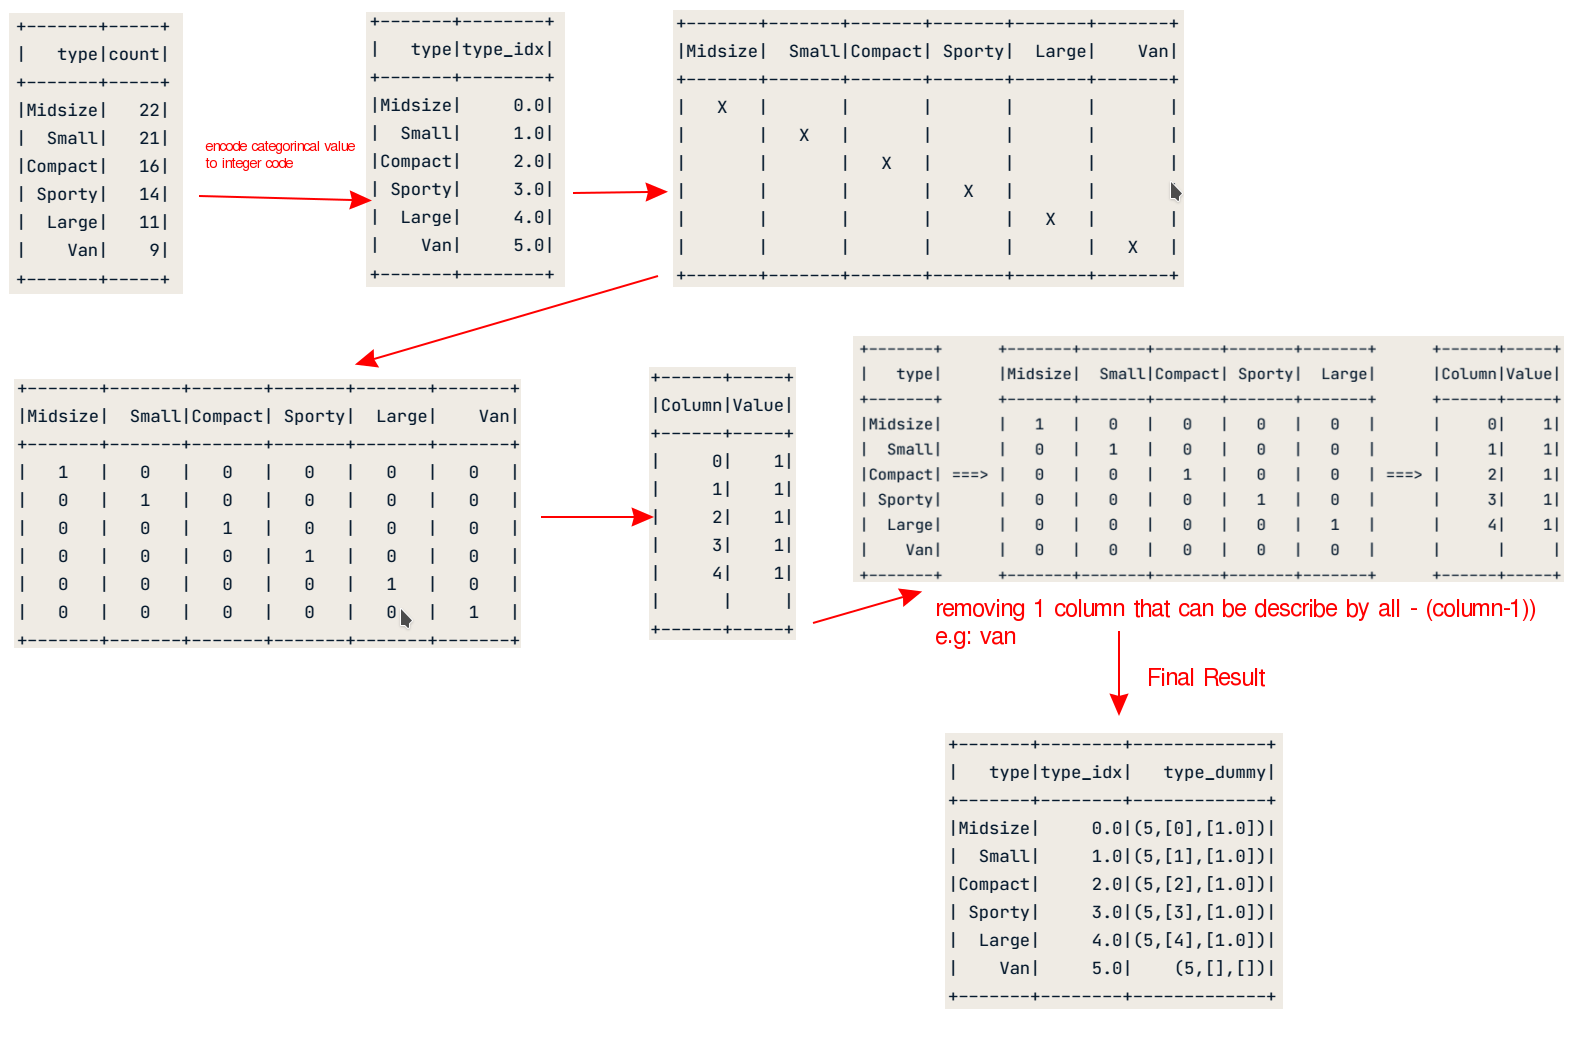 +-------+-----+
|   type|count|
+-------+-----+
|Midsize|   22|
|  Small|   21|
|Compact|   16|
| Sporty|   14|
|  Large|   11|
|    Van|    9|
+-------+-----+
encode categorincal value
to integer code
+-------+--------+
|   type|type_idx|
+-------+--------+
|Midsize|     0.0|
|  Small|     1.0|
|Compact|     2.0|
| Sporty|     3.0|
|  Large|     4.0|
|    Van|     5.0|
+-------+--------+
+-------+-------+-------+-------+-------+-------+
|Midsize|  Small|Compact| Sporty|  Large|    Van|
+-------+-------+-------+-------+-------+-------+
|   X   |       |       |       |       |       |
|       |   X   |       |       |       |       |
|       |       |   X   |       |       |       |
|       |       |       |   X   |       |       |
|       |       |       |       |   X   |       |
|       |       |       |       |       |   X   |
+-------+-------+-------+-------+-------+-------+
+-------+-------+-------+-------+-------+-------+
|Midsize|  Small|Compact| Sporty|  Large|    Van|
+-------+-------+-------+-------+-------+-------+
|   1   |   0   |   0   |   0   |   0   |   0   |
|   0   |   1   |   0   |   0   |   0   |   0   |
|   0   |   0   |   1   |   0   |   0   |   0   |
|   0   |   0   |   0   |   1   |   0   |   0   |
|   0   |   0   |   0   |   0   |   1   |   0   |
|   0   |   0   |   0   |   0   |   0   |   1   |
+-------+-------+-------+-------+-------+-------+
+------+-----+
|Column|Value|
+------+-----+
|     0|    1|
|     1|    1|
|     2|    1|
|     3|    1|
|     4|    1|
|      |     |
+------+-----+
+-------+      +-------+-------+-------+-------+-------+      +------+-----+
|   type|      |Midsize|  Small|Compact| Sporty|  Large|      |Column|Value|
+-------+      +-------+-------+-------+-------+-------+      +------+-----+
|Midsize|      |   1   |   0   |   0   |   0   |   0   |      |     0|    1|
|  Small|      |   0   |   1   |   0   |   0   |   0   |      |     1|    1|
|Compact| ===> |   0   |   0   |   1   |   0   |   0   | ===> |     2|    1|
| Sporty|      |   0   |   0   |   0   |   1   |   0   |      |     3|    1|
|  Large|      |   0   |   0   |   0   |   0   |   1   |      |     4|    1|
|    Van|      |   0   |   0   |   0   |   0   |   0   |      |      |     |
+-------+      +-------+-------+-------+-------+-------+      +------+-----+
removing 1 column that can be describe by all - (column-1))
e.g: van
Final Result
+-------+--------+-------------+
|   type|type_idx|   type_dummy|
+-------+--------+-------------+
|Midsize|     0.0|(5,[0],[1.0])|
|  Small|     1.0|(5,[1],[1.0])|
|Compact|     2.0|(5,[2],[1.0])|
| Sporty|     3.0|(5,[3],[1.0])|
|  Large|     4.0|(5,[4],[1.0])|
|    Van|     5.0|    (5,[],[])|
+-------+--------+-------------+